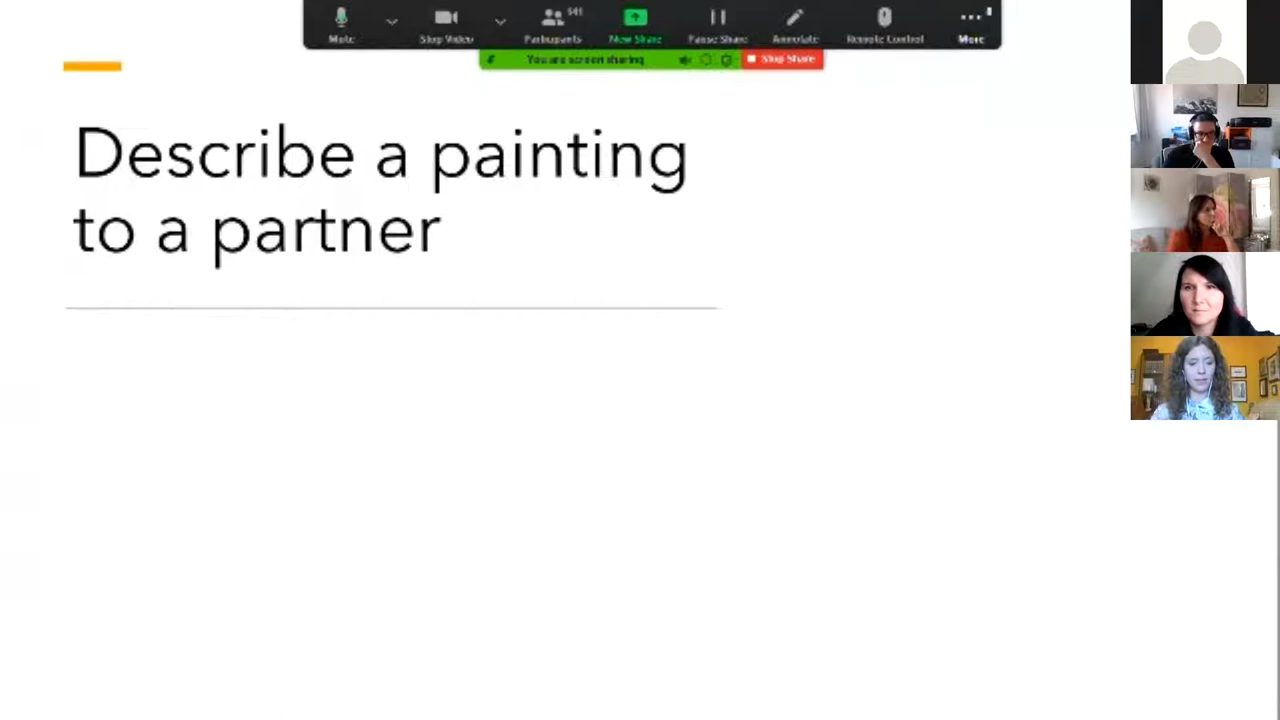 541
Mute
Stop Video
Participants
New Share
Pause Share
Annotate
Remote Control
More
You are screen sharing
Stop Share
Describe a painting
to a partner